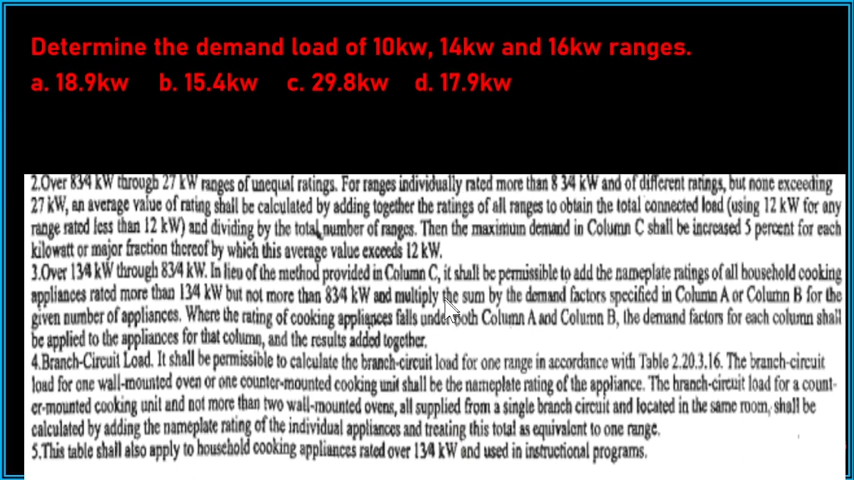 Determine the demand load of 10kw, 14kw and 16kw ranges.
a. 18.9kw b. 15.4kw c. 29.8kw d. 17.9kw
2.Over 834 kW through 27 kW ranges of unequal ratings. For ranges individually rated more than 8 34 kW and of different ratings, but none exceeding
27 kW, an average value of rating shall be calculated by adding together the ratings of all ranges to obtain the total connected load (using 12 kW for any
range rated less than 12 kW) and dividing by the total number of ranges. Then the maximum demand in Column C shall be increased 5 percent for each
kilowatt or major fraction thereof by which this average value exceeds 12 kW.
3.Over 134 kW through 834 kW. In lieu of the method provided in Column C, it shall be permissible to add the nameplate ratings of all household cooking
appliances rated more than 134 kW but not more than 834 kW and multiply the sum by the demand factors specified in Column A or Column B for the
given number of appliances. Where the rating of cooking appliances falls under both Column A and Column B, the demand factors for each column shall
be applied to the appliances for that column, and the results added together.
4.Branch-Circuit Load. It shall be permissible to calculate the branch-circuit load for one range in accordance with Table 2.20.3.16. The branch-circuit
load for one wall-mounted oven or one counter-mounted cooking unit shall be the nameplate rating of the appliance. The branch-circuit load for a count-
er-mounted cooking unit and not more than two wall-mounted ovens, all supplied from a single branch circuit and located in the same room, shall be
calculated by adding the nameplate rating of the individual appliances and treating this total as equivalent to one range.
5.This table shall also apply to household cooking appliances rated over 134 kW and used in instructional programs.